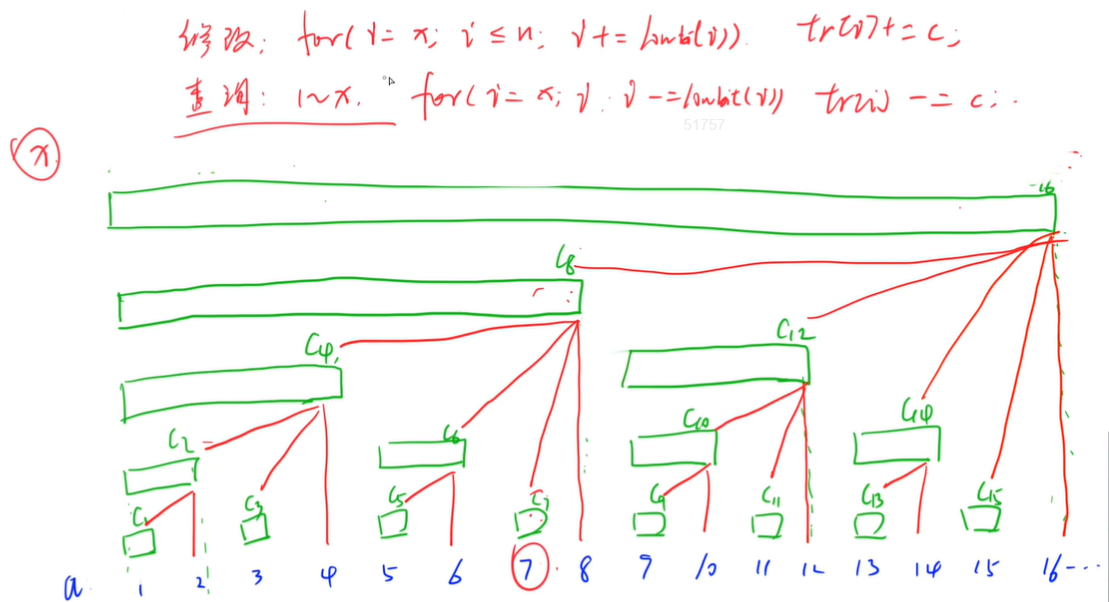 修改: for(i=x; i≤n; i+=lowbit(i)) tr[i]+=c;
查询: 1~x. for(i=x; i; i-=lowbit(i)) tr[i]-=c;
51757
x
16
C8
C4 C12
C2 C6 C10 C14
C1 C3 C5 C7 C9 C11 C13 C15
a 1 2 3 4 5 6 7 8 9 10 11 12 13 14 15 16---